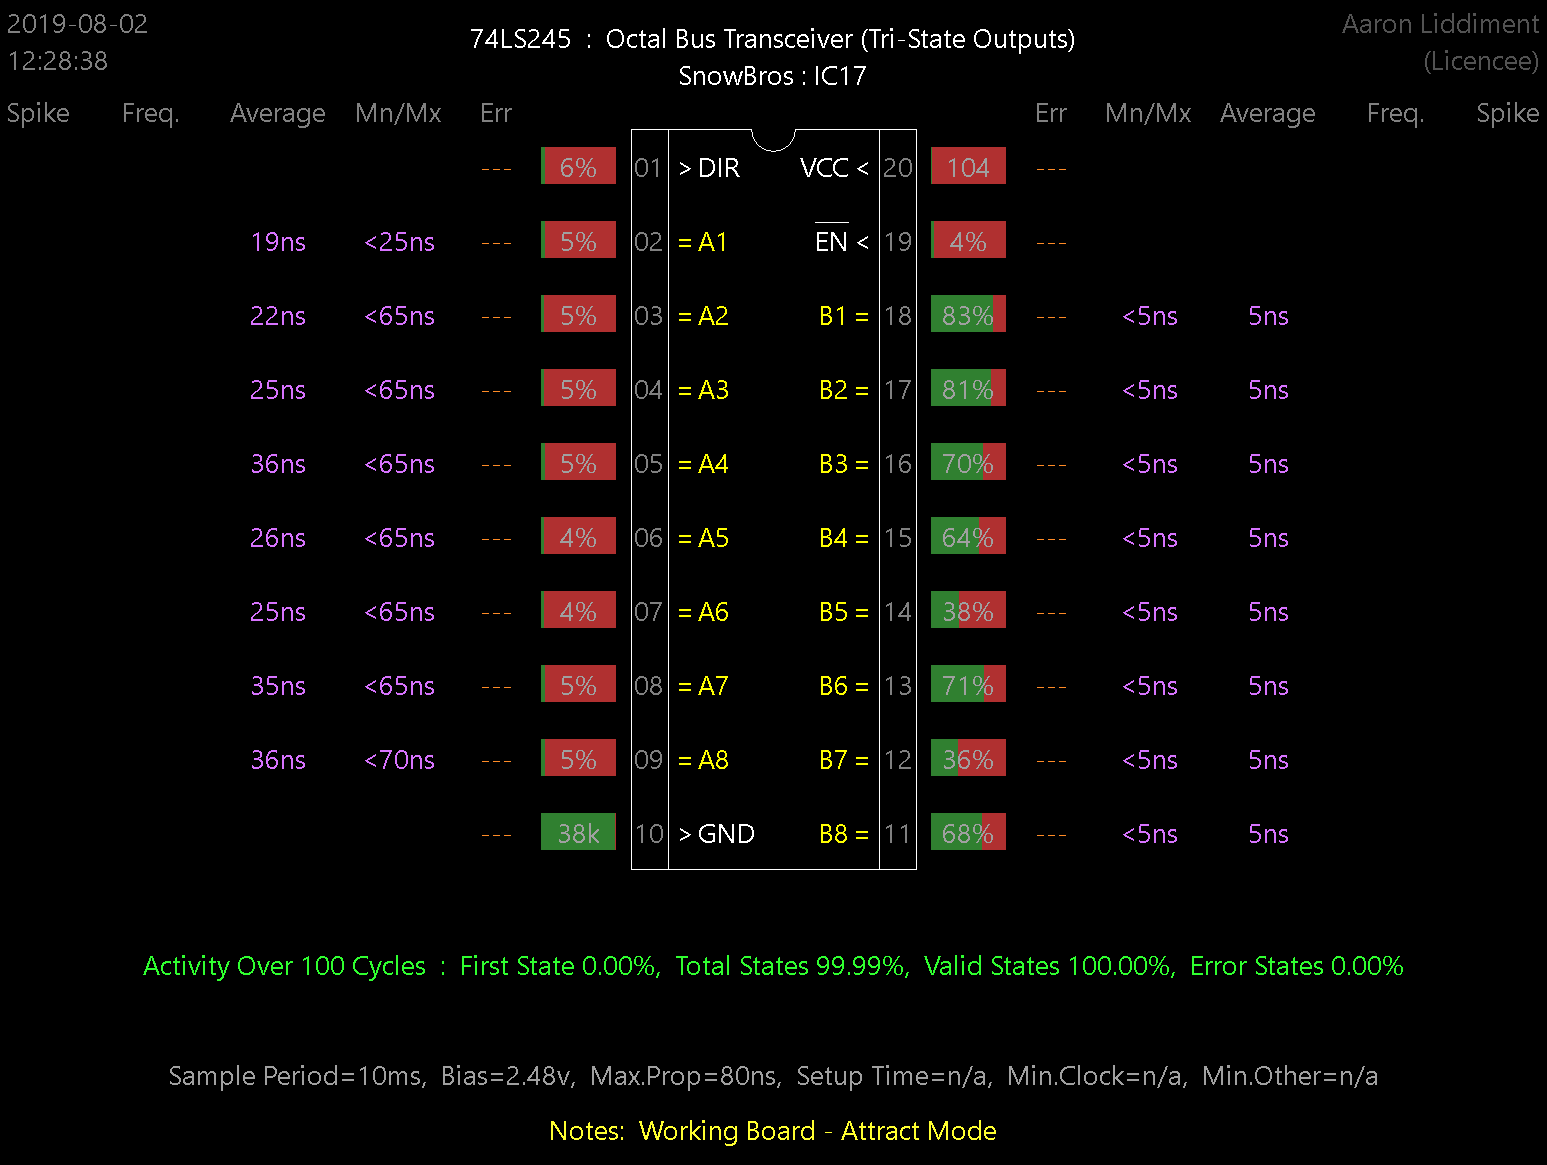 2019-08-02
12:28:38
74LS245 : Octal Bus Transceiver (Tri-State Outputs)
SnowBros : IC17
Aaron Liddiment
(Licencee)
Spike Freq. Average Mn/Mx Err Err Mn/Mx Average Freq. Spike
--- 6% 01 > DIR VCC < 20 104 ---
19ns <25ns --- 5% 02 = A1 EN < 19 4% ---
22ns <65ns --- 5% 03 = A2 B1 = 18 83% --- <5ns 5ns
25ns <65ns --- 5% 04 = A3 B2 = 17 81% --- <5ns 5ns
36ns <65ns --- 5% 05 = A4 B3 = 16 70% --- <5ns 5ns
26ns <65ns --- 4% 06 = A5 B4 = 15 64% --- <5ns 5ns
25ns <65ns --- 4% 07 = A6 B5 = 14 38% --- <5ns 5ns
35ns <65ns --- 5% 08 = A7 B6 = 13 71% --- <5ns 5ns
36ns <70ns --- 5% 09 = A8 B7 = 12 36% --- <5ns 5ns
--- 38k 10 > GND B8 = 11 68% --- <5ns 5ns
Activity Over 100 Cycles : First State 0.00%, Total States 99.99%, Valid States 100.00%, Error States 0.00%
Sample Period=10ms, Bias=2.48v, Max.Prop=80ns, Setup Time=n/a, Min.Clock=n/a, Min.Other=n/a
Notes: Working Board - Attract Mode